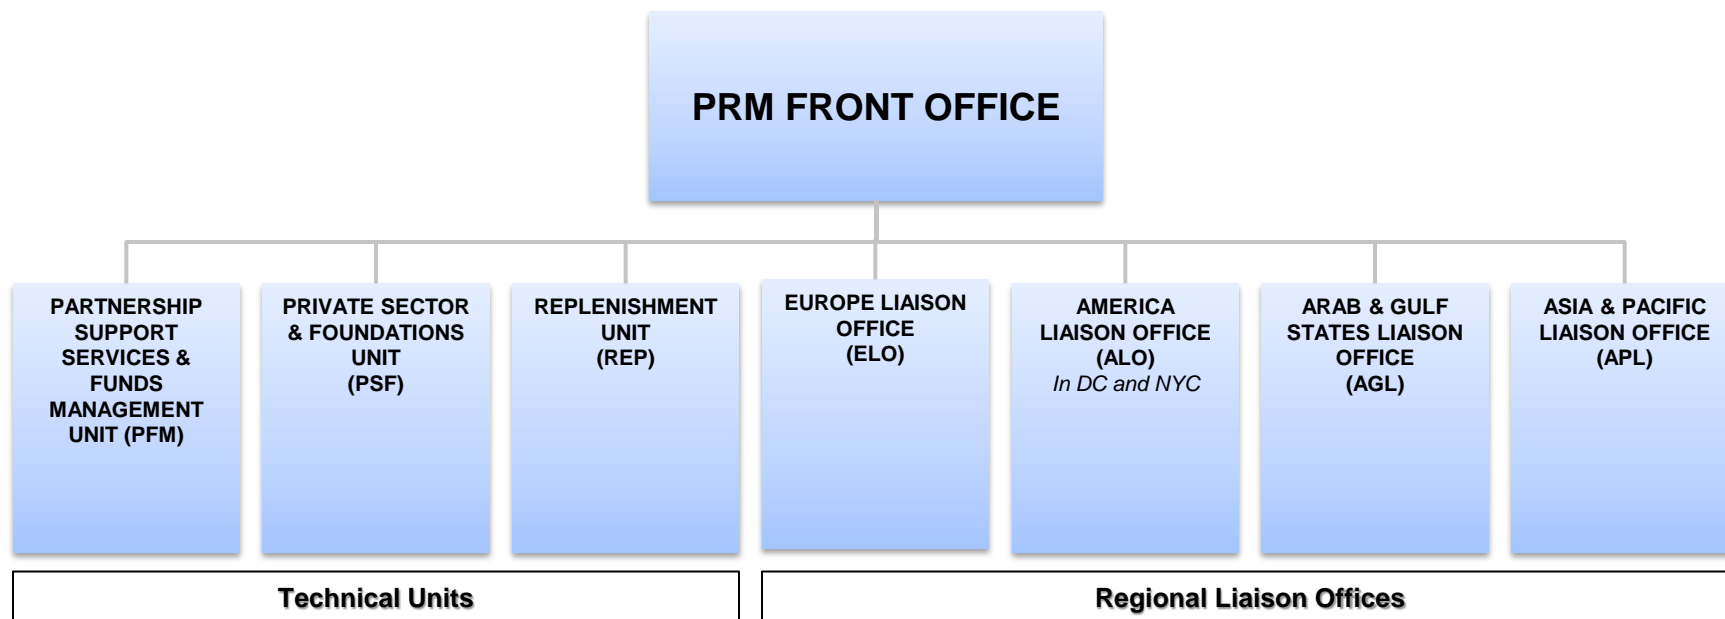 PRM FRONT OFFICE
PARTNERSHIP
SUPPORT
SERVICES &
FUNDS
MANAGEMENT
UNIT (PFM)
PRIVATE SECTOR
& FOUNDATIONS
UNIT
(PSF)
REPLENISHMENT
UNIT
(REP)
EUROPE LIAISON
OFFICE
(ELO)
AMERICA
LIAISON OFFICE
(ALO)
In DC and NYC
ARAB & GULF
STATES LIAISON
OFFICE
(AGL)
ASIA & PACIFIC
LIAISON OFFICE
(APL)
Technical Units
Regional Liaison Offices